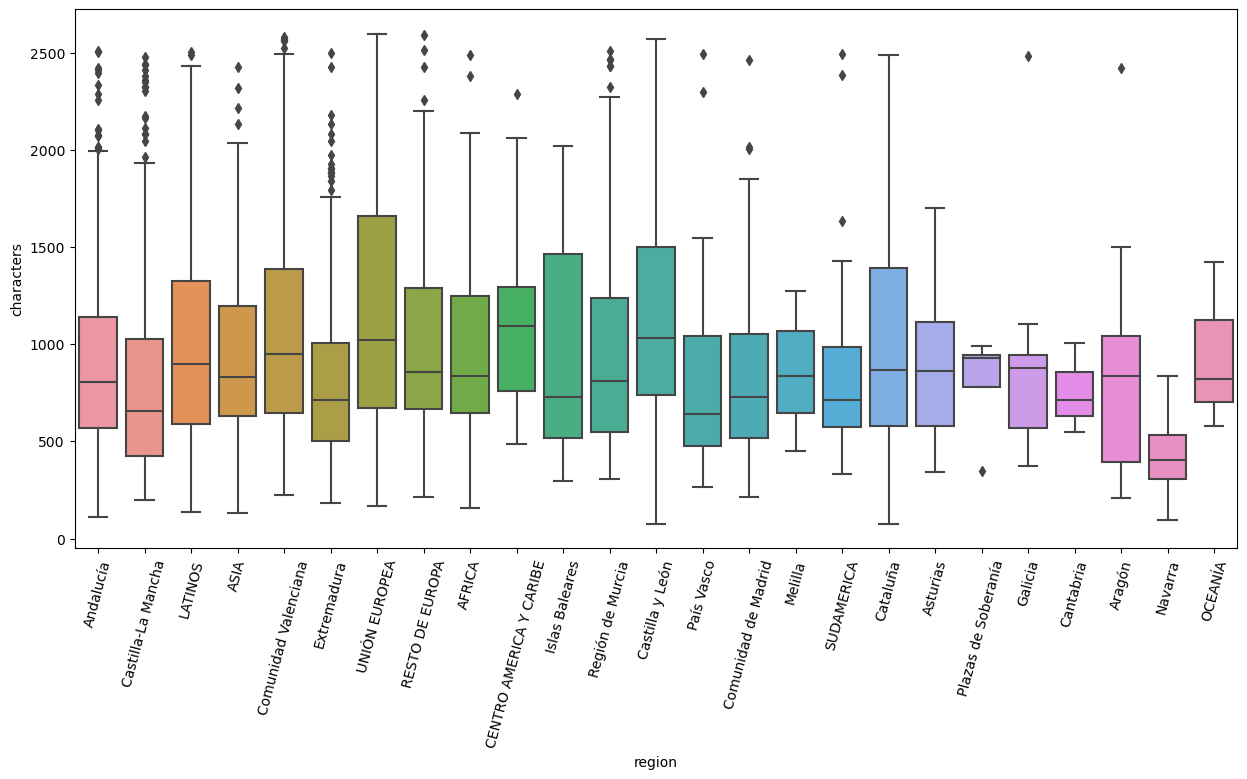 characters
2500
2000
1500
1000
500
0
Andalucía
Castilla-La Mancha
LATINOS
ASIA
Comunidad Valenciana
Extremadura
UNIÓN EUROPEA
RESTO DE EUROPA
AFRICA
CENTRO AMERICA Y CARIBE
Islas Baleares
Región de Murcia
Castilla y León
País Vasco
Comunidad de Madrid
Melilla
SUDAMERICA
Cataluña
Asturias
Plazas de Soberanía
Galicia
Cantabria
Aragón
Navarra
OCEANÍA
region